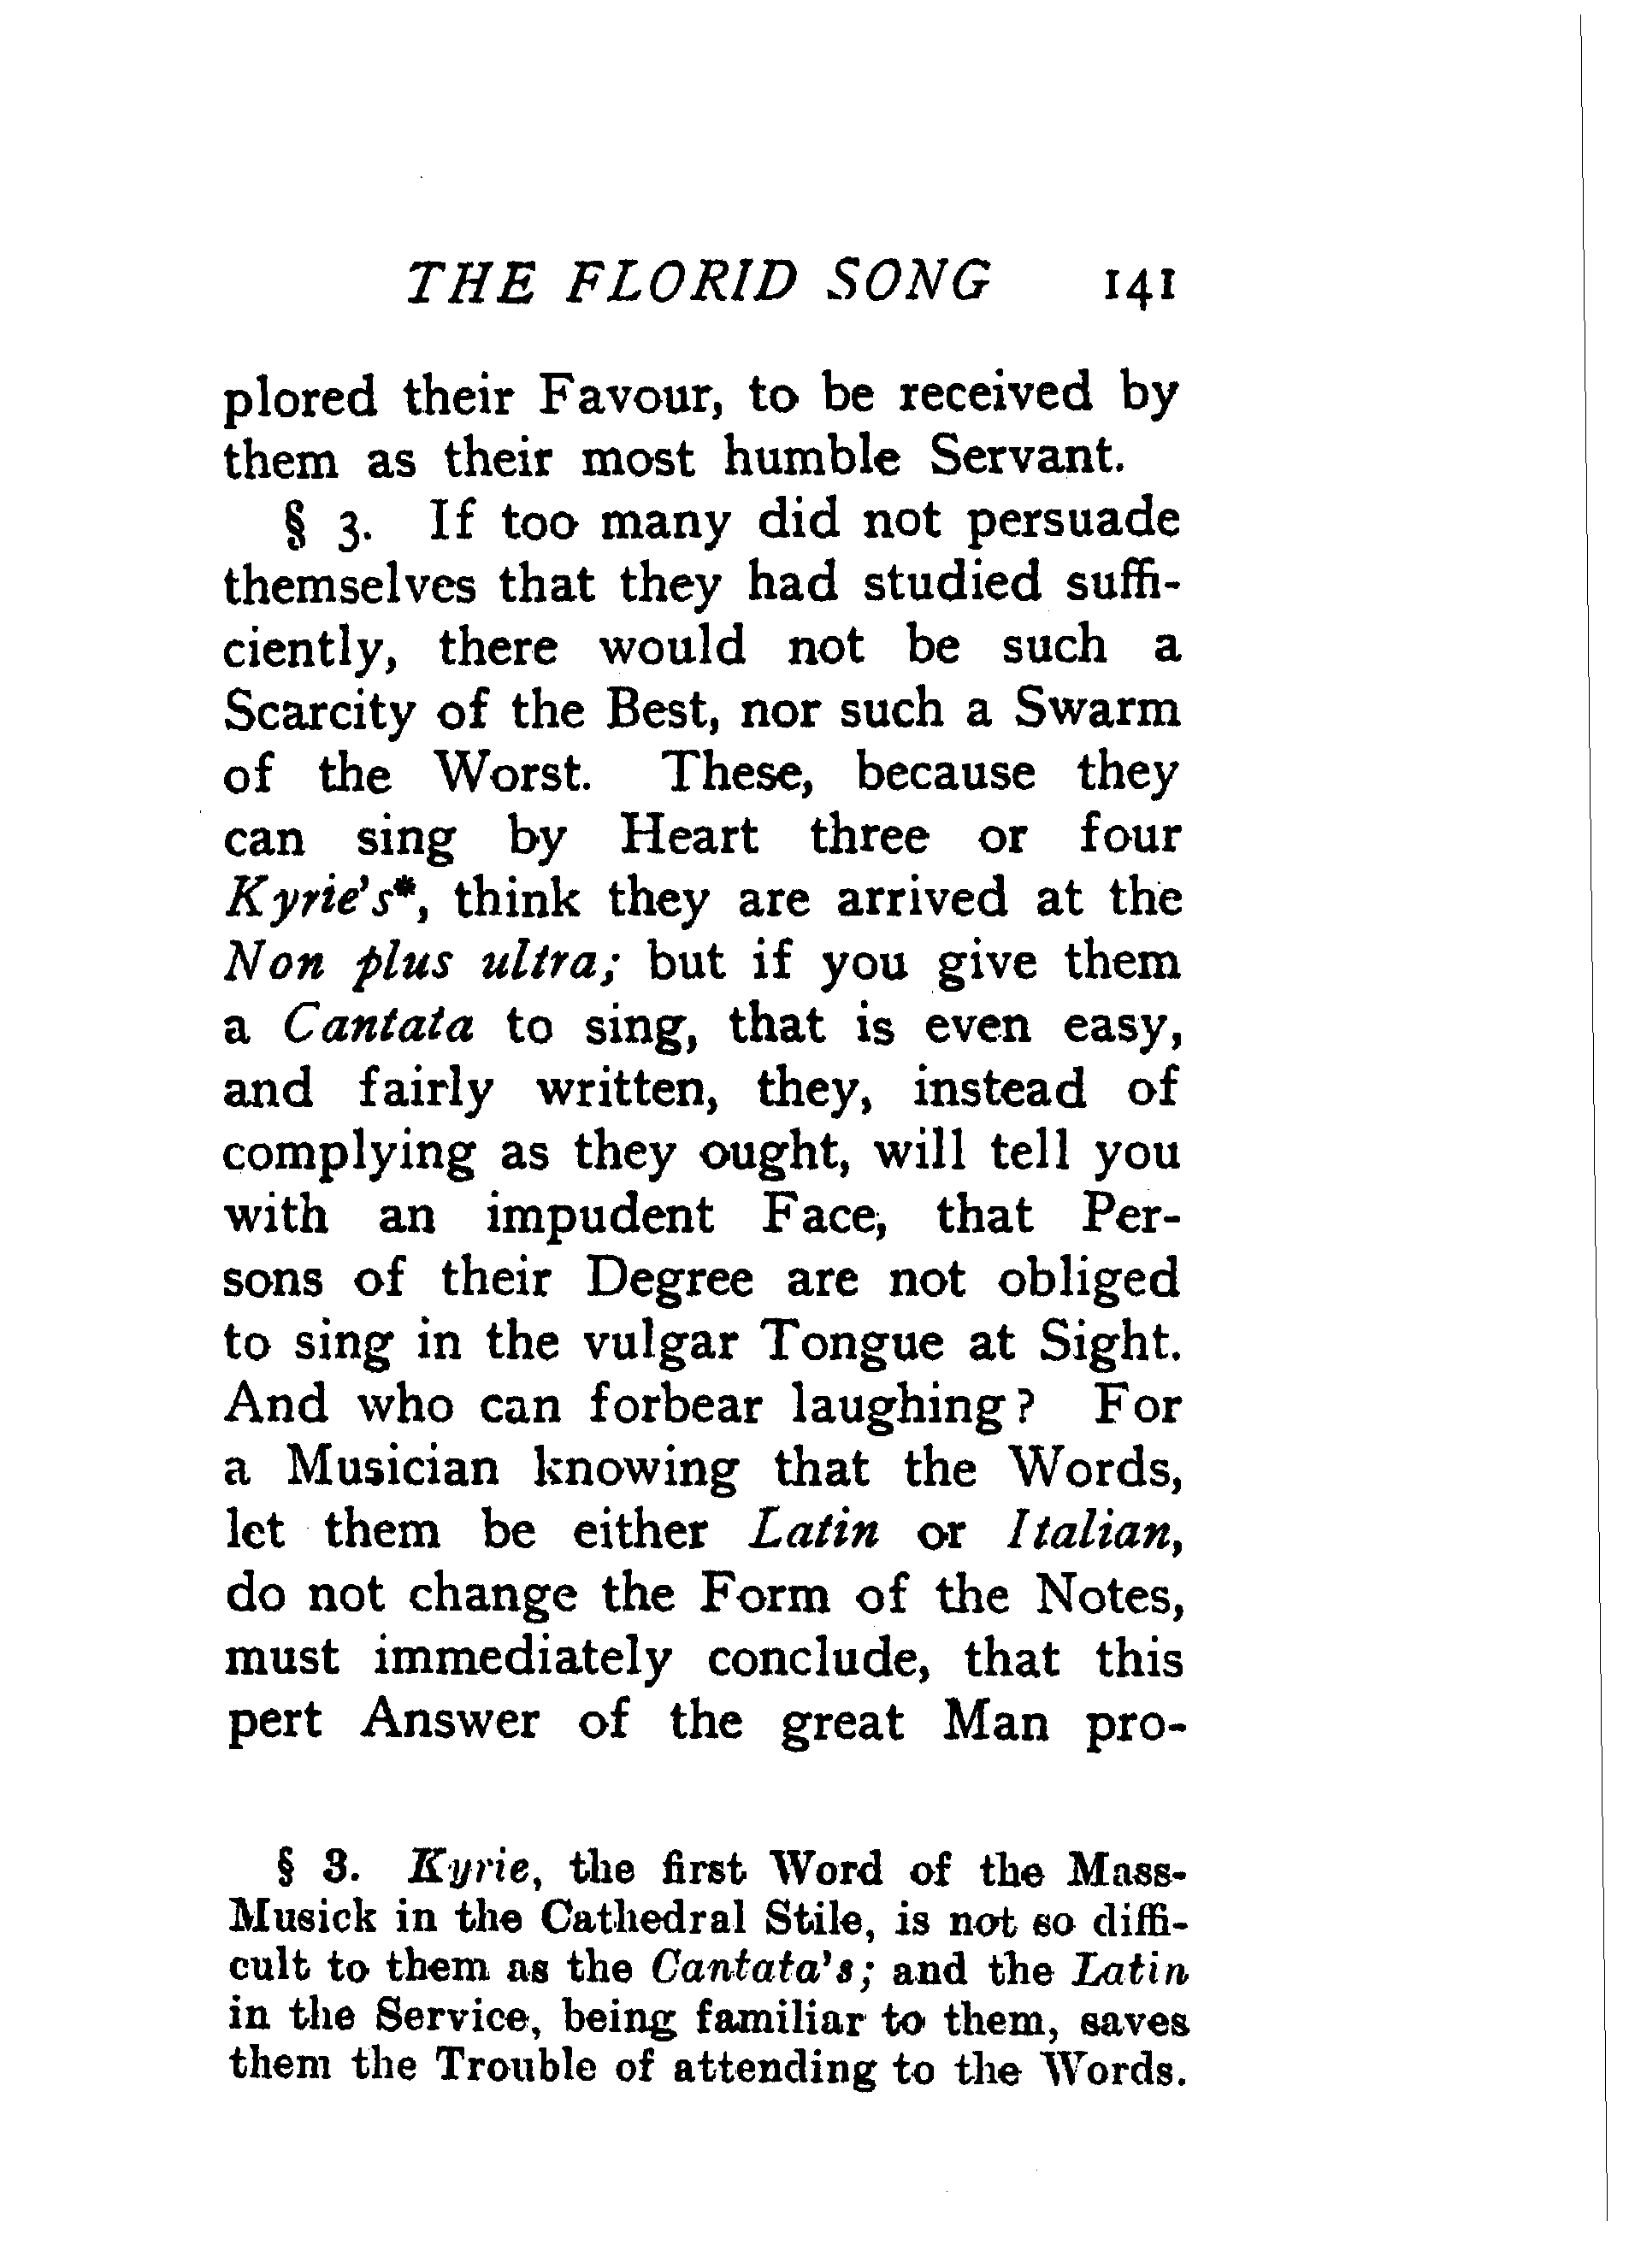 THE FLORID SONG 141
plored their Favour, to be received by
them as their most humble Servant.
§ 3. If too many did not persuade
themselves that they had studied suffi-
ciently, there would not be such a
Scarcity of the Best, nor such a Swarm
of the Worst. These, because they
can sing by Heart three or four
Kyrie's*, think they are arrived at the
Non plus ultra; but if you give them
a Cantata to sing, that is even easy,
and fairly written, they, instead of
complying as they ought, will tell you
with an impudent Face, that Per-
sons of their Degree are not obliged
to sing in the vulgar Tongue at Sight.
And who can forbear laughing? For
a Musician knowing that the Words,
let them be either Latin or Italian,
do not change the Form of the Notes,
must immediately conclude, that this
pert Answer of the great Man pro-
§ 3. Kyrie, the first Word of the Mass-
Musick in the Cathedral Stile, is not so diffi-
cult to them as the Cantata's; and the Latin
in the Service, being familiar to them, saves
them the Trouble of attending to the Words.